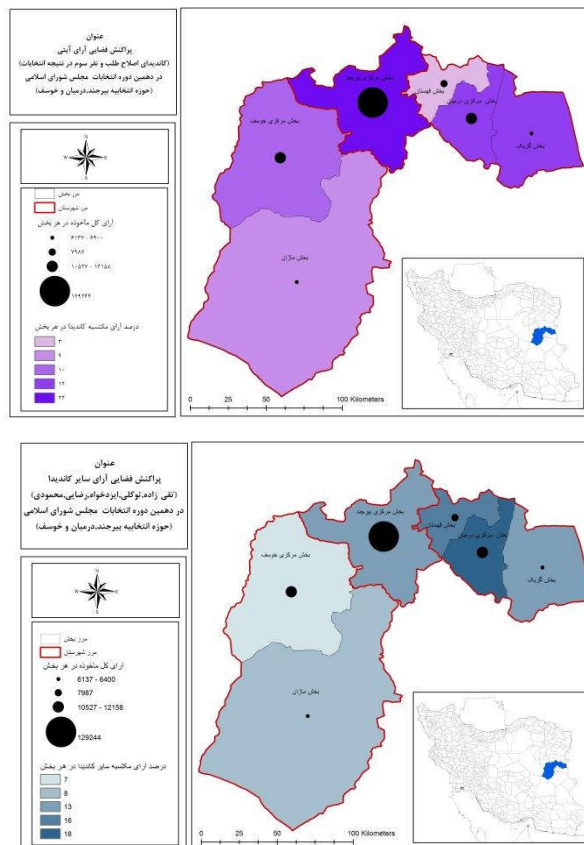 عنوان
پراکنش فضایی آرای آیتی
(کاندیدای اصلاح طلب و نفر سوم در نتیجه انتخابات)
در دهمین دوره انتخابات مجلس شورای اسلامی
(حوزه انتخابیه بیرجند,درمیان و خوسف)
N
W E
S
مرز بخش
مرز شهرستان
آرای کل مأخوذه در هر بخش
۶۱۳۷ - ۶۴۰۰
۷۹۸۷
۱۰۵۲۷ - ۱۲۱۵۸
۱۲۹۲۴۴
درصد آرای مکتسبه کاندیدا در هر بخش
۳
۹
۱۰
۱۳
بخش مرکزی بیرجند
بخش قهستان
بخش مرکزی درمیان
بخش گزیک
بخش مرکزی خوسف
بخش ماژان
0 25 50 100 Kilometers
عنوان
پراکنش فضایی آرای سایر کاندیدا
(تقی زاده,توکلی,ایزدخواه,رضایی,محمودی)
در دهمین دوره انتخابات مجلس شورای اسلامی
(حوزه انتخابیه بیرجند,درمیان و خوسف)
N
W E
S
مرز بخش
مرز شهرستان
آرای کل مأخوذه در هر بخش
6137 - 6400
7987
10527 - 12158
129244
درصد آرای مکتسبه سایر کاندیدا در هر بخش
7
8
13
16
18
بخش مرکزی بیرجند
بخش قهستان
بخش مرکزی درمیان
بخش گزیک
بخش مرکزی خوسف
بخش ماژان
0 25 50 100 Kilometers